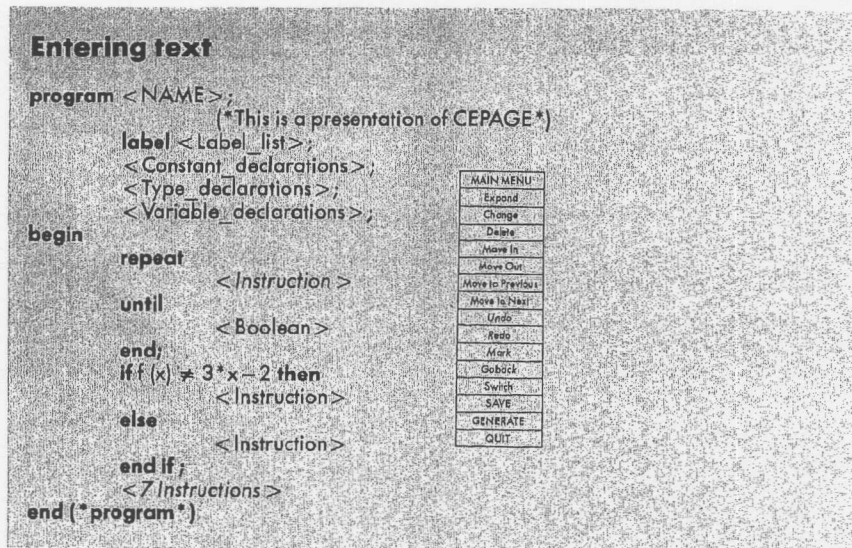 Entering text
program <NAME>;
(*This is a presentation of CEPAGE*)
label <Label_list>;
<Constant_declarations>;
<Type_declarations>;
<Variable_declarations>;
begin
repeat
<Instruction>
until
<Boolean>
end;
if f (x) ≠ 3*x–2 then
<Instruction>
else
<Instruction>
end if;
<7 Instructions>
end (*program*)
MAIN MENU
Expand
Change
Delete
Move In
Move Out
Move to Previous
Move to Next
Undo
Redo
Mark
Goback
Switch
SAVE
GENERATE
QUIT